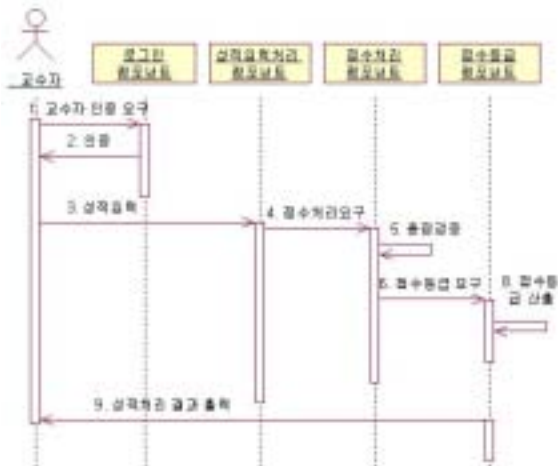 교수자
로그인
컴포넌트
성적입력처리
컴포넌트
점수처리
컴포넌트
점수등급
컴포넌트
1. 교수자 인증 요구
2. 인증
3. 성적입력
4. 점수처리요구
6. 점수등급 요구
8. 점수등
급 산출
9. 성적처리 결과 출력